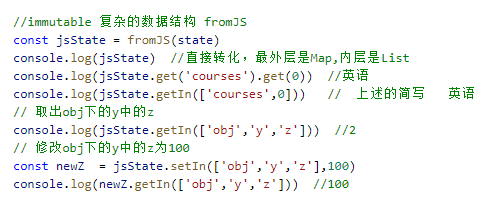 //immutable 复杂的数据结构 fromJS
const jsState = fromJS(state)
console.log(jsState)  //直接转化，最外层是Map,内层是List
console.log(jsState.get('courses').get(0))  //英语
console.log(jsState.getIn(['courses',0]))   //  上述的简写   英语
// 取出obj下的y中的z
console.log(jsState.getIn(['obj','y','z']))  //2
// 修改obj下的y中的z为100
const newZ  = jsState.setIn(['obj','y','z'],100)
console.log(newZ.getIn(['obj','y','z']))  //100